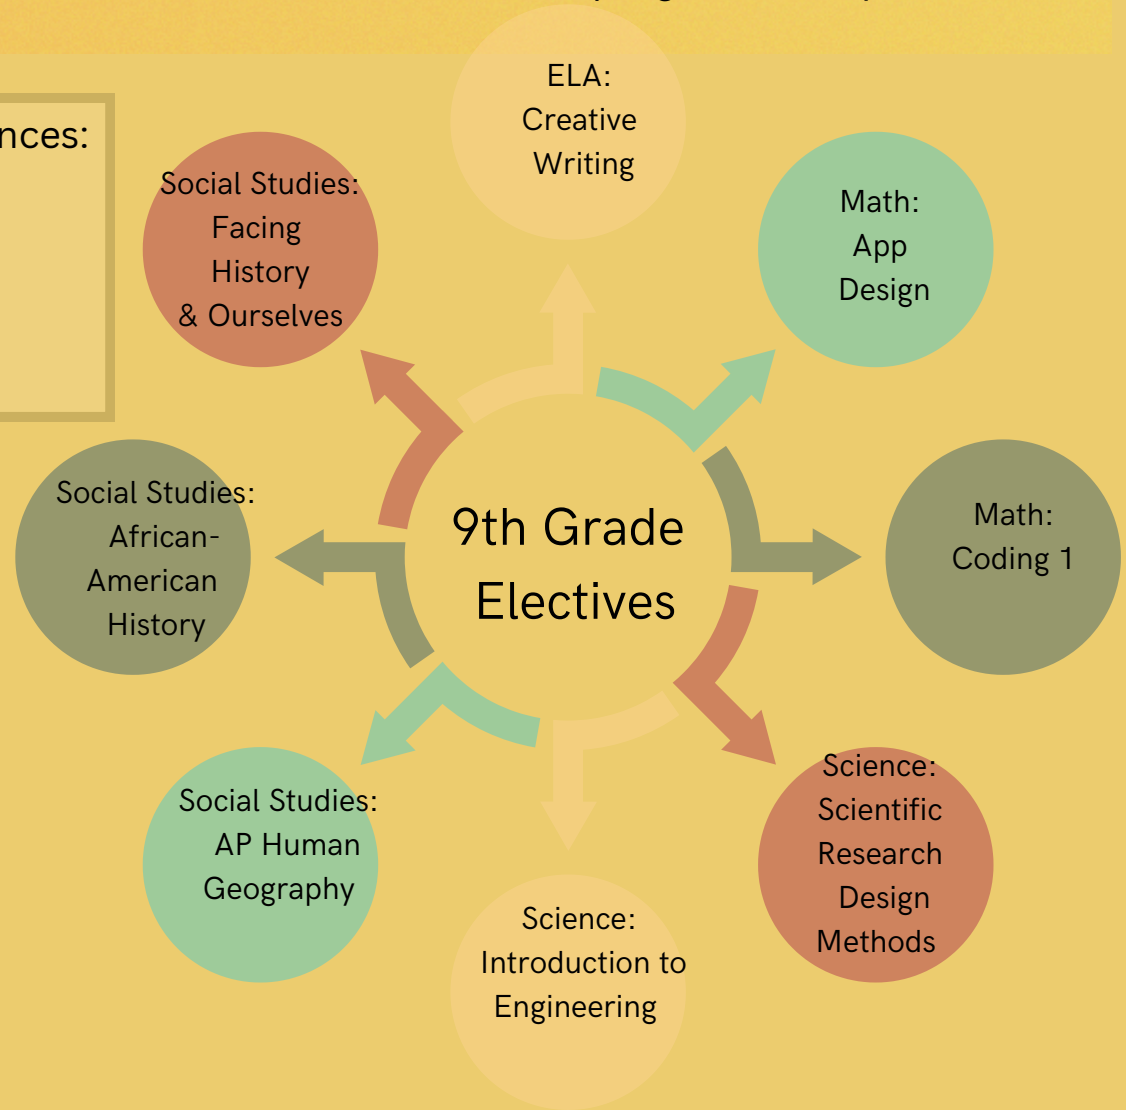 nces:
ELA:
Creative
Writing
Math:
App
Design
Math:
Coding 1
Science:
Scientific
Research
Design
Methods
Science:
Introduction to
Engineering
Social Studies:
AP Human
Geography
Social Studies:
African-
American
History
Social Studies:
Facing
History
& Ourselves
9th Grade
Electives